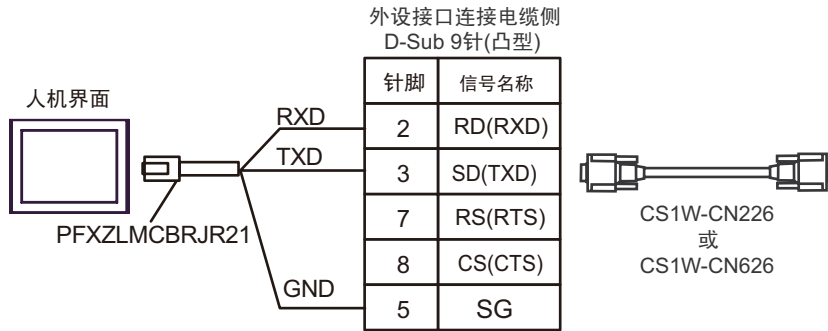 外设接口连接电缆侧
D-Sub 9针(凸型)
人机界面
针脚 信号名称
RXD 2 RD(RXD)
TXD 3 SD(TXD)
7 RS(RTS)
8 CS(CTS)
GND 5 SG
PFXZLMCBRJR21
CS1W-CN226
或
CS1W-CN626